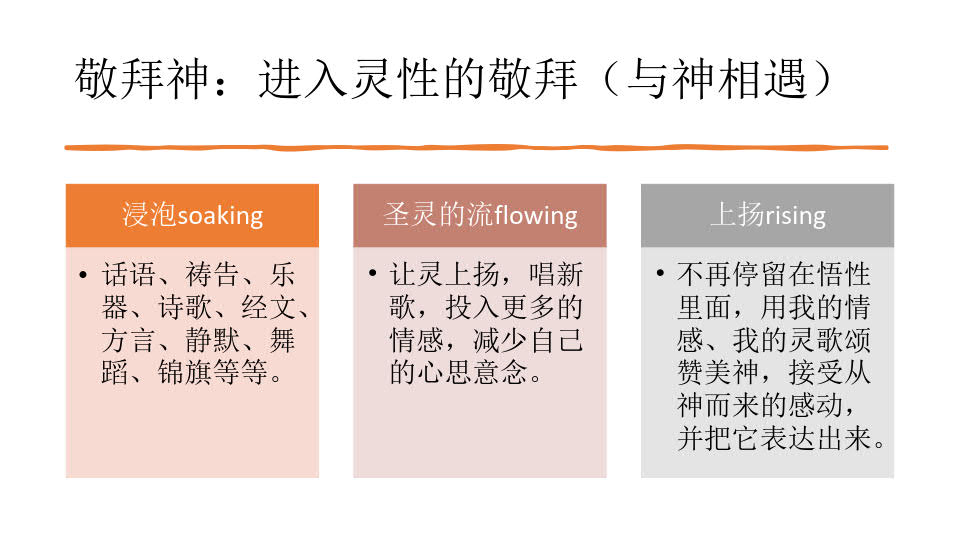 敬拜神：进入灵性的敬拜（与神相遇）
浸泡soaking
• 话语、祷告、乐
器、诗歌、经文、
方言、静默、舞
蹈、锦旗等等。
圣灵的流flowing
• 让灵上扬，唱新
歌，投入更多的
情感，减少自己
的心思意念。
上扬rising
• 不再停留在悟性
里面，用我的情
感、我的灵歌颂
赞美神，接受从
神而来的感动，
并把它表达出来。